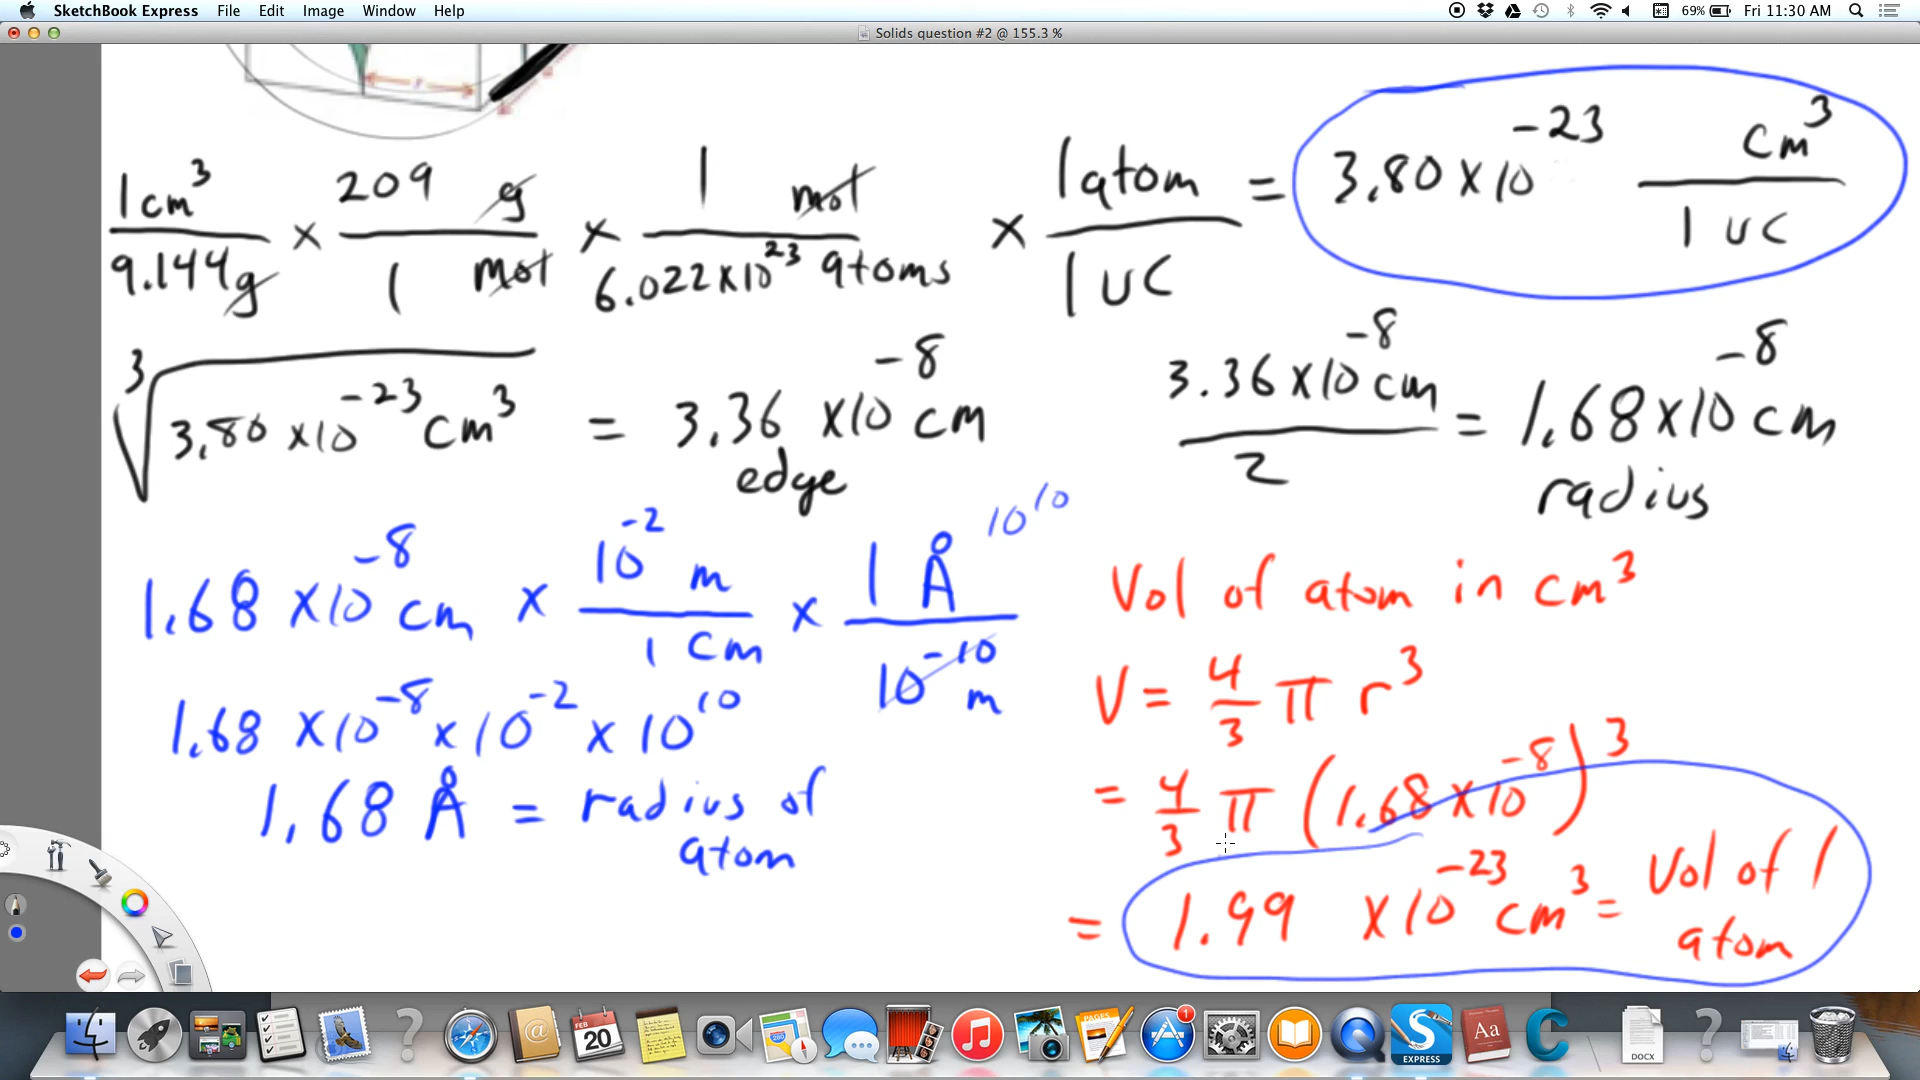 SketchBook Express File Edit Image Window Help 69% Fri 11:30 AM
Solids question #2 @ 155.3 %
1 cm³ / 9.144g × 209 g / 1 mol × 1 mol / 6.022×10²³ atoms × 1 atom / 1 uC = 3.80×10⁻²³ cm³ / 1 uC
∛(3.80×10⁻²³ cm³) = 3.36 ×10⁻⁸ cm
edge
3.36×10⁻⁸ cm / 2 = 1.68×10⁻⁸ cm
radius
1.68 ×10⁻⁸ cm × 10⁻² m / 1 cm × 1 Å / 10⁻¹⁰ m 10¹⁰
1.68 ×10⁻⁸ × 10⁻² × 10¹⁰
1.68 Å = radius of
atom
Vol of atom in cm³
V = 4/3 π r³
= 4/3 π (1.68×10⁻⁸)³
= 1.99 ×10⁻²³ cm³ = Vol of 1
atom
FEB
20
280
PAGES
1
S
EXPRESS
Aa
C
DOCX